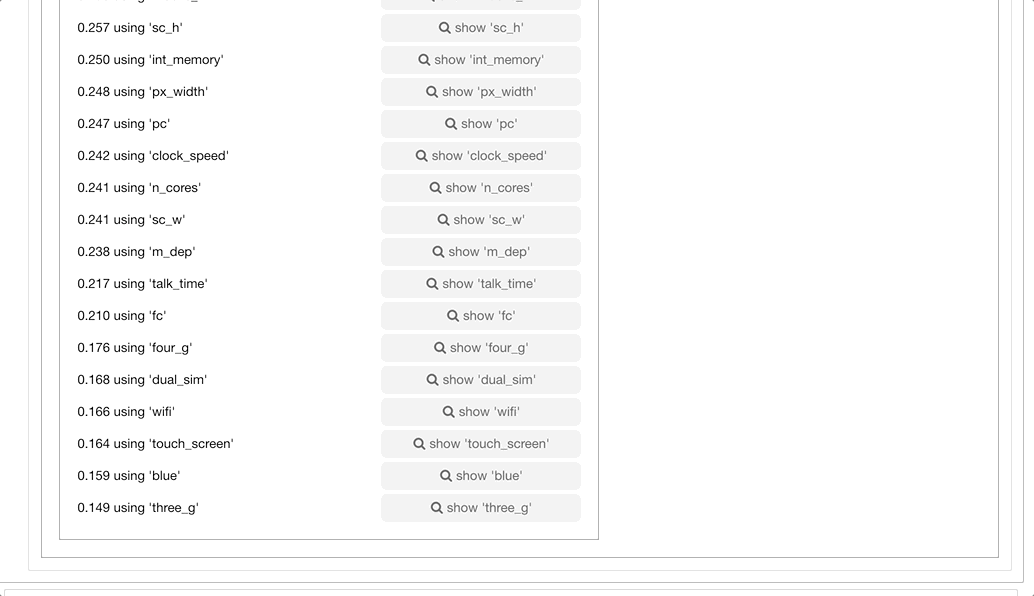 0.257 using 'sc_h' show 'sc_h'
0.250 using 'int_memory' show 'int_memory'
0.248 using 'px_width' show 'px_width'
0.247 using 'pc' show 'pc'
0.242 using 'clock_speed' show 'clock_speed'
0.241 using 'n_cores' show 'n_cores'
0.241 using 'sc_w' show 'sc_w'
0.238 using 'm_dep' show 'm_dep'
0.217 using 'talk_time' show 'talk_time'
0.210 using 'fc' show 'fc'
0.176 using 'four_g' show 'four_g'
0.168 using 'dual_sim' show 'dual_sim'
0.166 using 'wifi' show 'wifi'
0.164 using 'touch_screen' show 'touch_screen'
0.159 using 'blue' show 'blue'
0.149 using 'three_g' show 'three_g'